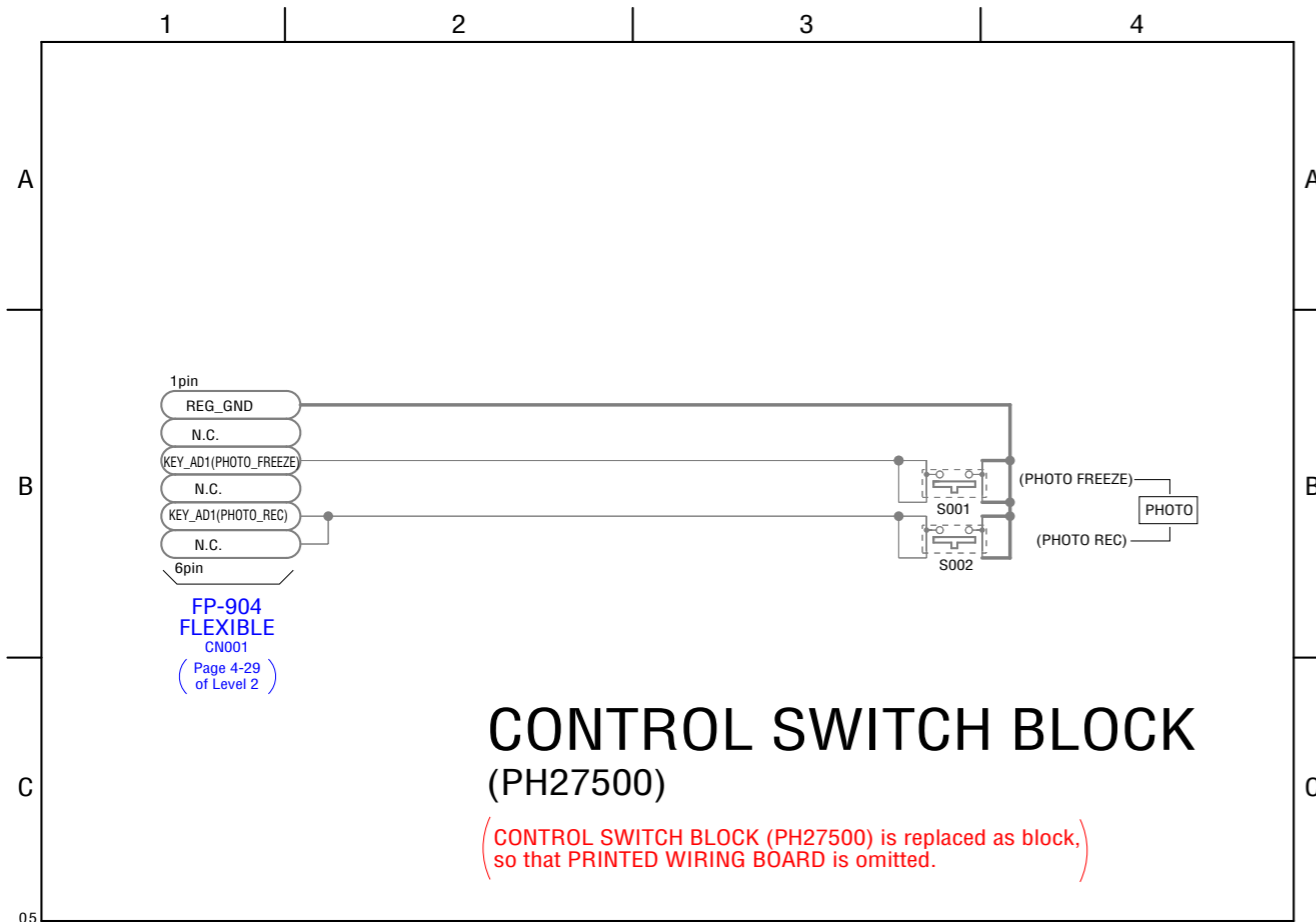 1 2 3 4
A A
1pin
REG_GND
N.C.
KEY_AD1(PHOTO_FREEZE)
N.C.
KEY_AD1(PHOTO_REC)
N.C.
6pin
B B
S001
S002
(PHOTO FREEZE)
PHOTO
(PHOTO REC)
FP-904
FLEXIBLE
CN001
Page 4-29
of Level 2
C C
CONTROL SWITCH BLOCK
(PH27500)
(CONTROL SWITCH BLOCK (PH27500) is replaced as block,
so that PRINTED WIRING BOARD is omitted.)
05